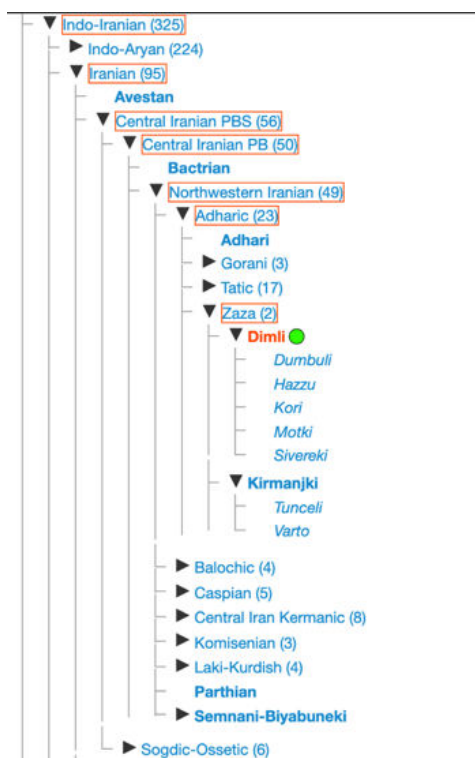 Indo-Iranian (325)
Indo-Aryan (224)
Iranian (95)
Avestan
Central Iranian PBS (56)
Central Iranian PB (50)
Bactrian
Northwestern Iranian (49)
Adharic (23)
Adhari
Gorani (3)
Tatic (17)
Zaza (2)
Dimli
Dumbuli
Hazzu
Kori
Motki
Sivereki
Kirmanjki
Tunceli
Varto
Balochic (4)
Caspian (5)
Central Iran Kermanic (8)
Komisenian (3)
Laki-Kurdish (4)
Parthian
Semnani-Biyabuneki
Sogdic-Ossetic (6)